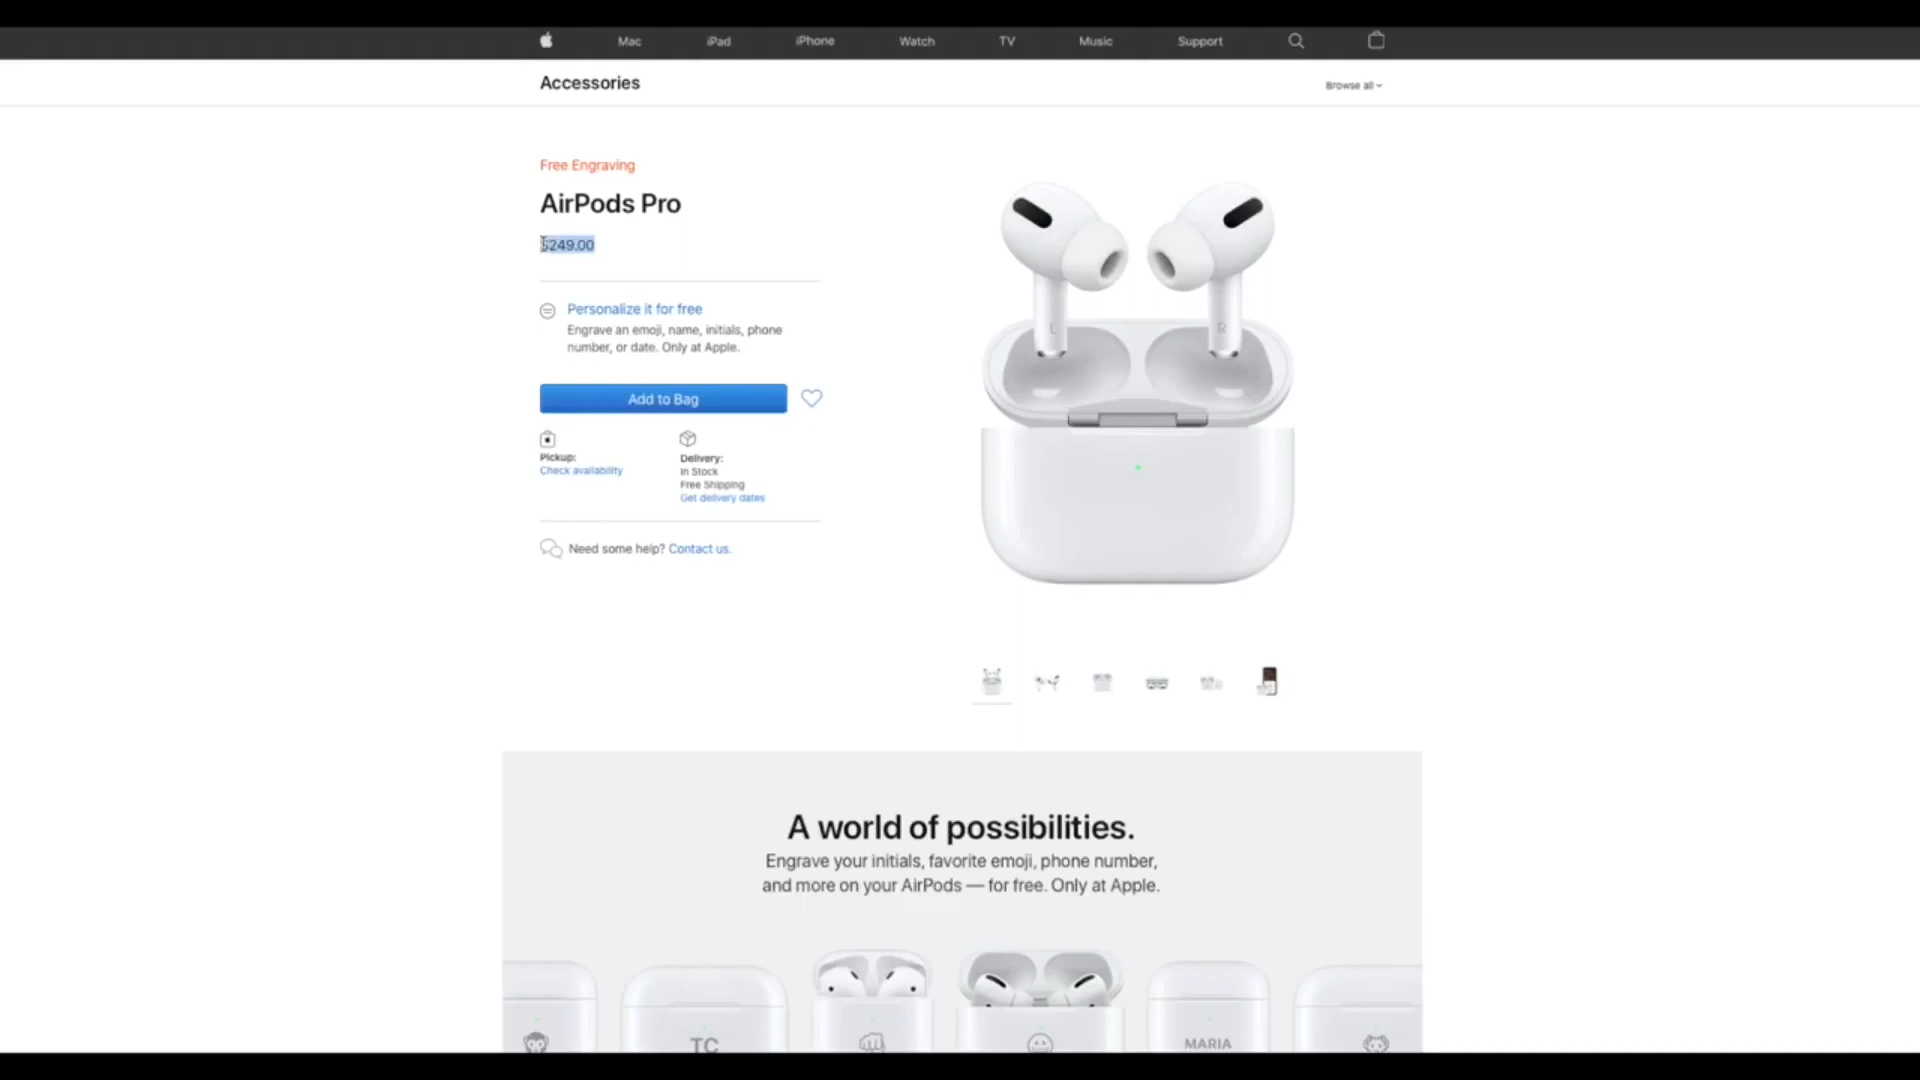 Mac iPad iPhone Watch TV Music Support
Accessories
Browse all
Free Engraving
AirPods Pro
$249.00
Personalize it for free
Engrave an emoji, name, initials, phone
number, or date. Only at Apple.
Add to Bag
Pickup:
Check availability
Delivery:
In Stock
Free Shipping
Get delivery dates
Need some help? Contact us.
L R
A world of possibilities.
Engrave your initials, favorite emoji, phone number,
and more on your AirPods — for free. Only at Apple.
TC
MARIA